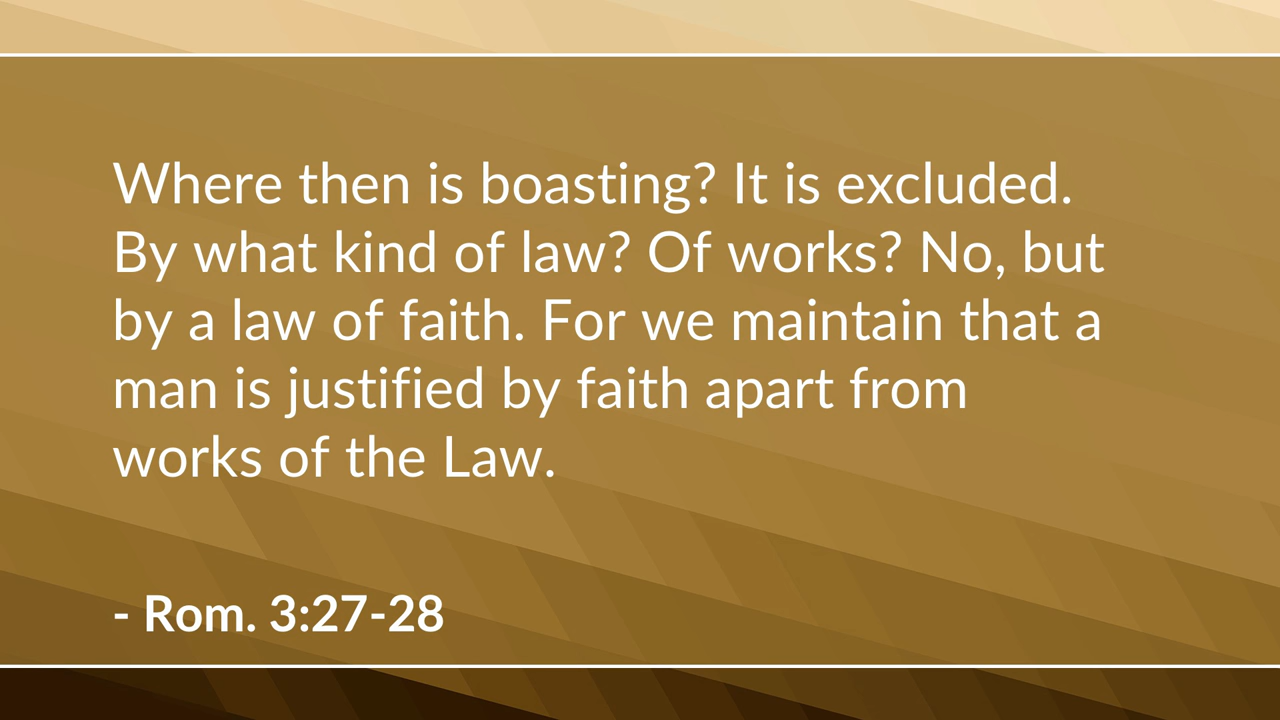 Where then is boasting? It is excluded.
By what kind of law? Of works? No, but
by a law of faith. For we maintain that a
man is justified by faith apart from
works of the Law.
- Rom. 3:27-28